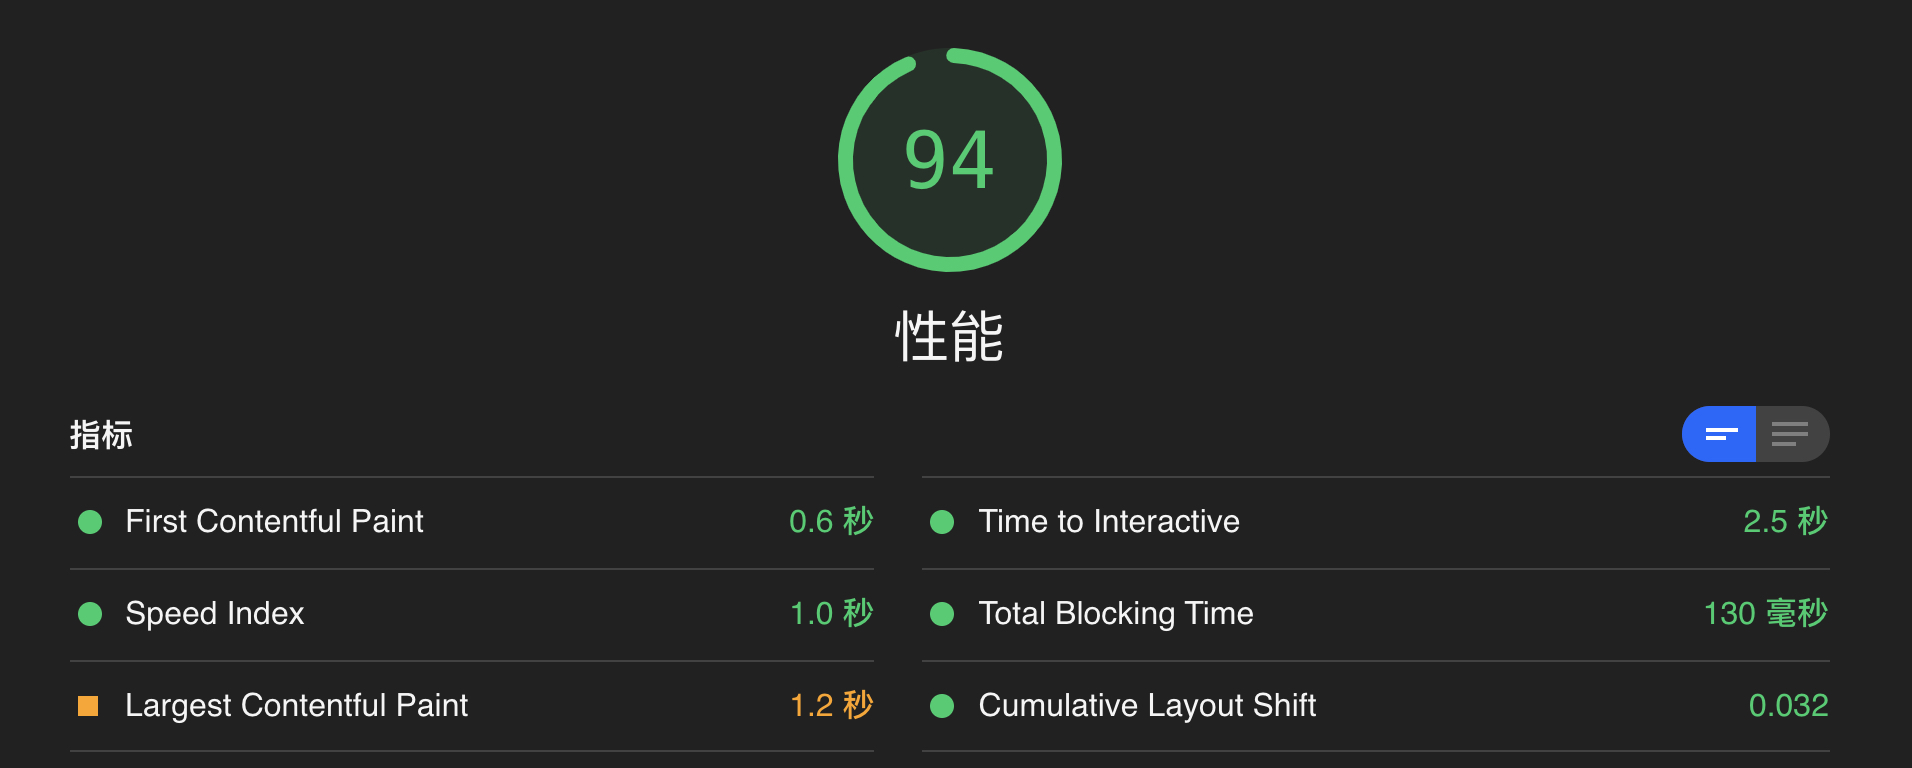 94
性能
指标
First Contentful Paint 0.6 秒
Time to Interactive 2.5 秒
Speed Index 1.0 秒
Total Blocking Time 130 毫秒
Largest Contentful Paint 1.2 秒
Cumulative Layout Shift 0.032